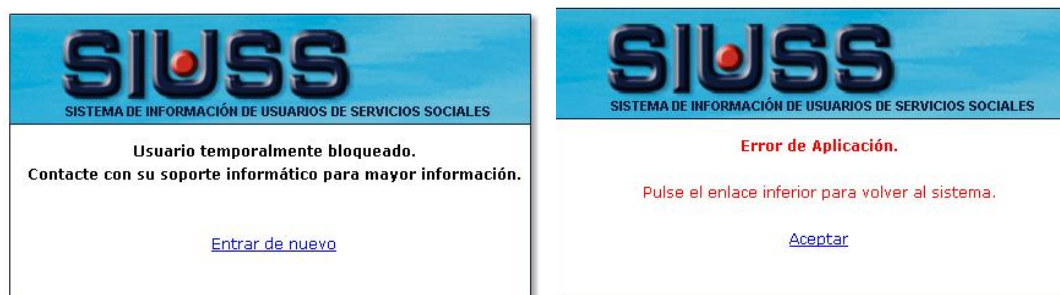 SIUSS
SISTEMA DE INFORMACIÓN DE USUARIOS DE SERVICIOS SOCIALES
Usuario temporalmente bloqueado.
Contacte con su soporte informático para mayor información.
Entrar de nuevo
SIUSS
SISTEMA DE INFORMACIÓN DE USUARIOS DE SERVICIOS SOCIALES
Error de Aplicación.
Pulse el enlace inferior para volver al sistema.
Aceptar